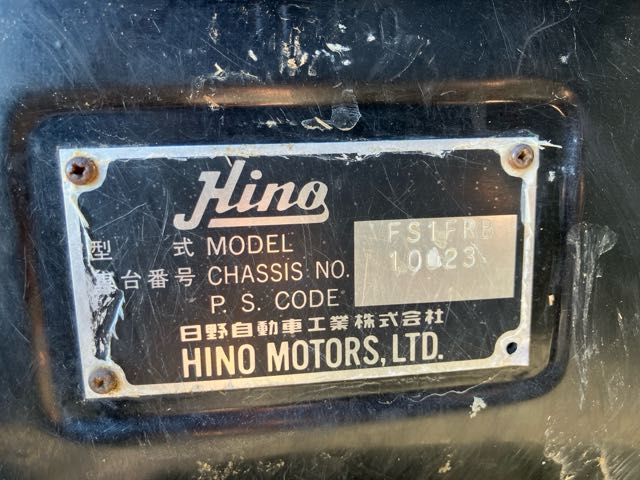 Hino
型 式 MODEL FS1FRB
台番号 CHASSIS NO. 10023
P. S. CODE
日野自動車工業株式会社
HINO MOTORS, LTD.